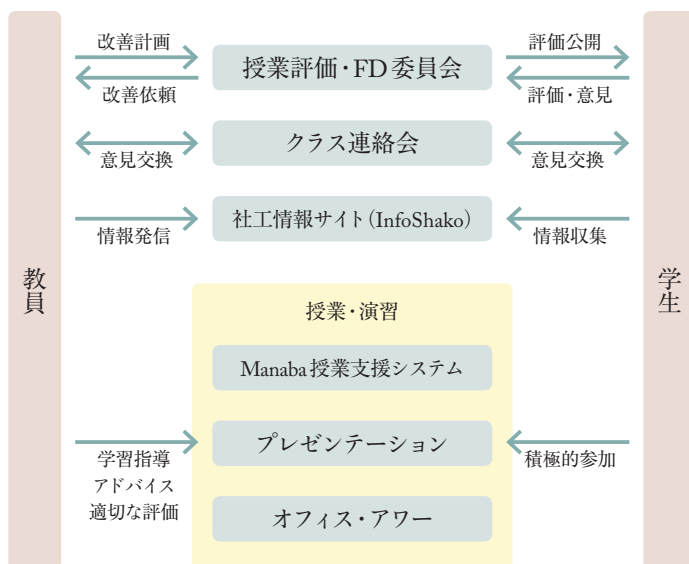 改善計画
授業評価・FD委員会
評価公開
改善依頼
評価・意見
クラス連絡会
意見交換
意見交換
社工情報サイト(InfoShako)
情報発信
情報収集
教員
学生
授業・演習
Manaba授業支援システム
プレゼンテーション
学習指導
アドバイス
適切な評価
積極的参加
オフィス・アワー